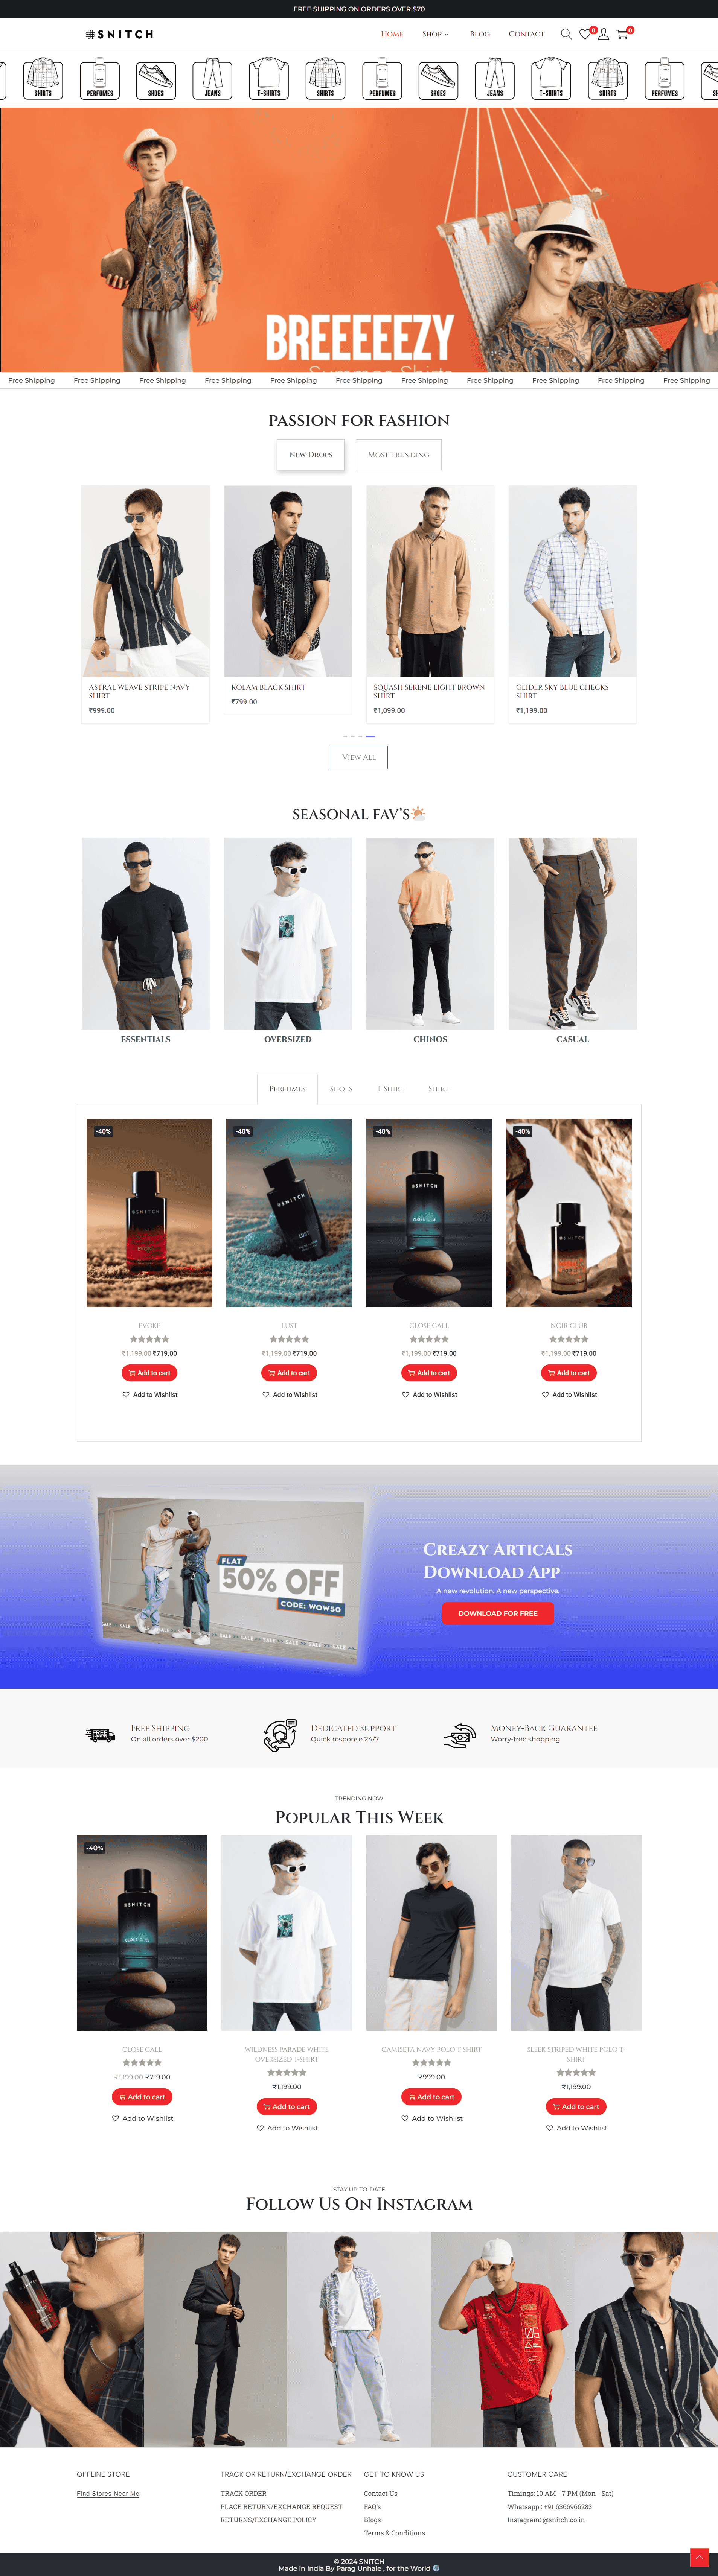 FREE SHIPPING ON ORDERS OVER $70
SNITCH
Home Shop Blog Contact 0 0
SHIRTS PERFUMES SHOES JEANS T-SHIRTS SHIRTS PERFUMES SHOES JEANS T-SHIRTS SHIRTS PERFUMES
BREEEEEZY
Summer Shirts
Free Shipping Free Shipping Free Shipping Free Shipping Free Shipping Free Shipping Free Shipping Free Shipping Free Shipping Free Shipping Free Shipping
PASSION FOR FASHION
New Drops Most Trending
ASTRAL WEAVE STRIPE NAVY
SHIRT
₹999.00
KOLAM BLACK SHIRT
₹799.00
SQUASH SERENE LIGHT BROWN
SHIRT
₹1,099.00
GLIDER SKY BLUE CHECKS
SHIRT
₹1,199.00
View All
SEASONAL FAV'S
ESSENTIALS OVERSIZED CHINOS CASUAL
Perfumes Shoes T-Shirt Shirt
-40% -40% -40% -40%
#SNITCH #SNITCH #SNITCH #SNITCH
EVOKE LUST CLOSE CALL NOIR CLUB
₹1,199.00 ₹719.00 ₹1,199.00 ₹719.00 ₹1,199.00 ₹719.00 ₹1,199.00 ₹719.00
Add to cart Add to cart Add to cart Add to cart
Add to Wishlist Add to Wishlist Add to Wishlist Add to Wishlist
FLAT
50% OFF
CODE: WOW50
SALE SALE SALE SALE SALE SALE SALE SALE
Creazy Articals
Download App
A new revolution. A new perspective.
DOWNLOAD FOR FREE
FREE
Free Shipping
On all orders over $200
Dedicated Support
Quick response 24/7
Money-Back Guarantee
Worry-free shopping
TRENDING NOW
Popular This Week
-40%
#SNITCH
CLOSE CALL
₹1,199.00 ₹719.00
Add to cart
Add to Wishlist
WILDNESS PARADE WHITE
OVERSIZED T-SHIRT
₹1,199.00
Add to cart
Add to Wishlist
CAMISETA NAVY POLO T-SHIRT
₹999.00
Add to cart
Add to Wishlist
SLEEK STRIPED WHITE POLO T-
SHIRT
₹1,199.00
Add to cart
Add to Wishlist
STAY UP-TO-DATE
Follow Us On Instagram
OFFLINE STORE
Find Stores Near Me
TRACK OR RETURN/EXCHANGE ORDER
TRACK ORDER
PLACE RETURN/EXCHANGE REQUEST
RETURNS/EXCHANGE POLICY
GET TO KNOW US
Contact Us
FAQ's
Blogs
Terms & Conditions
CUSTOMER CARE
Timings: 10 AM - 7 PM (Mon - Sat)
Whatsapp : +91 6366966283
Instagram: @snitch.co.in
© 2024 SNITCH
Made in India By Parag Unhale , for the World